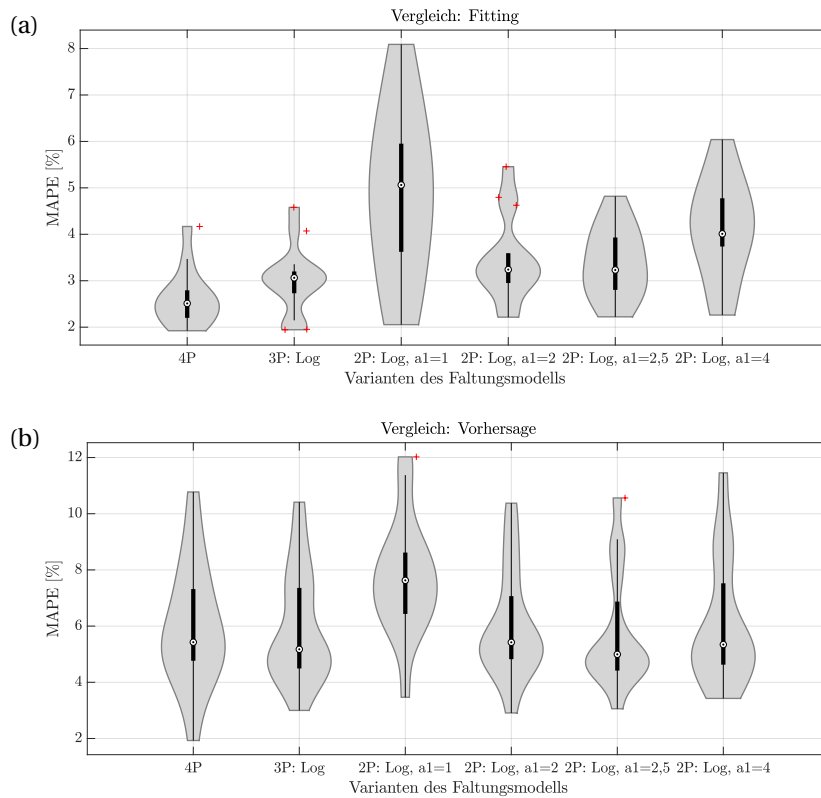 (a)
Vergleich: Fitting
8
7
6
5
4
3
2
MAPE [%]
4P
3P: Log
2P: Log, a1=1
2P: Log, a1=2
2P: Log, a1=2,5
2P: Log, a1=4
Varianten des Faltungsmodells
(b)
Vergleich: Vorhersage
12
10
8
6
4
2
MAPE [%]
4P
3P: Log
2P: Log, a1=1
2P: Log, a1=2
2P: Log, a1=2,5
2P: Log, a1=4
Varianten des Faltungsmodells